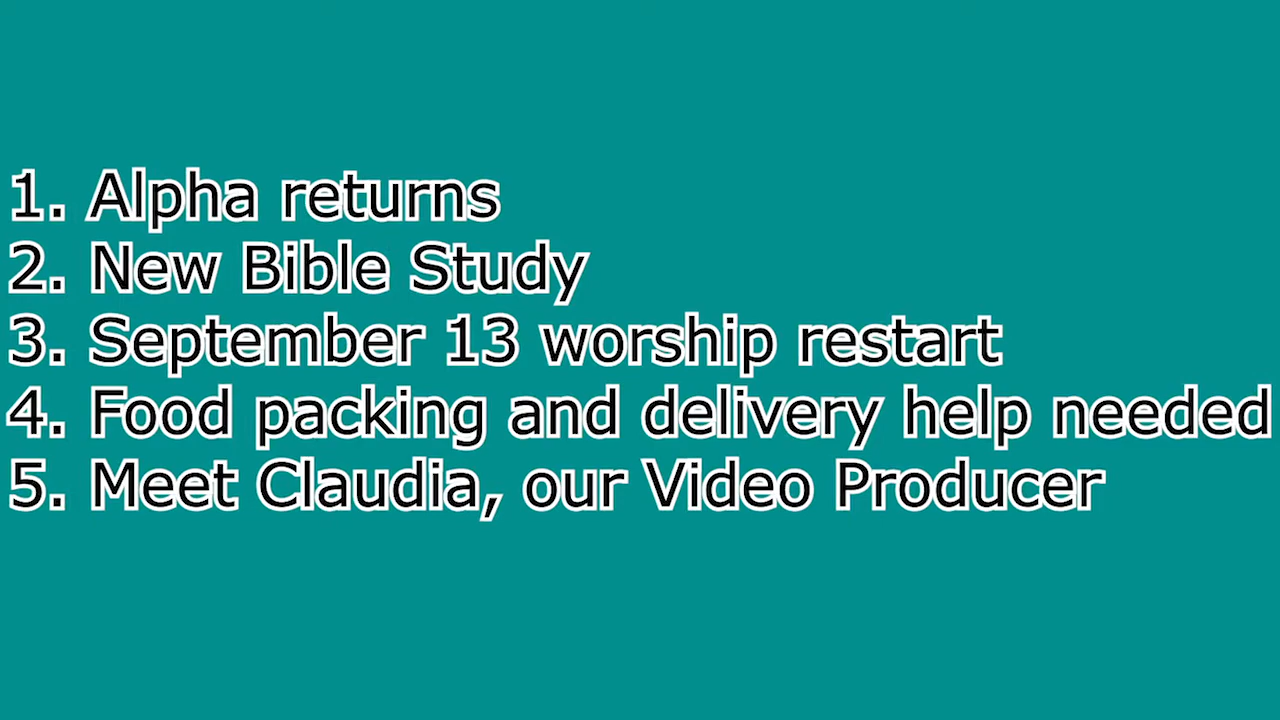 1. Alpha returns
2. New Bible Study
3. September 13 worship restart
4. Food packing and delivery help needed
5. Meet Claudia, our Video Producer